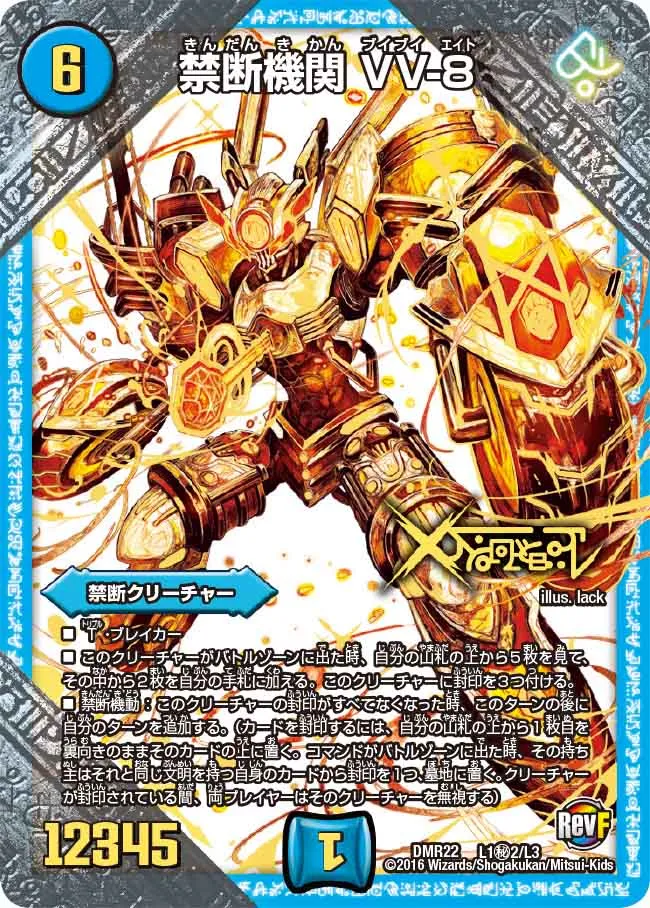 6
きんだんきかん ブイブイ エイト
禁断機関 VV-8
illus. lack
禁断クリーチャー
■ T・ブレイカー
■ このクリーチャーがバトルゾーンに出た時、自分の山札の上から5枚を見て、
その中から2枚を自分の手札に加える。このクリーチャーに封印を3つ付ける。
■ 禁断機動:このクリーチャーの封印がすべてなくなった時、このターンの後に
自分のターンを追加する。(カードを封印するには、自分の山札の上から1枚目を
裏向きのままそのカードの上に置く。コマンドがバトルゾーンに出た時、その持ち
主はそれと同じ文明を持つ自身のカードから封印を1つ、墓地に置く。クリーチャー
が封印されている間、両プレイヤーはそのクリーチャーを無視する)
12345
1
RevF
DMR22 L1㊙2/L3
©2016 Wizards/Shogakukan/Mitsui-Kids